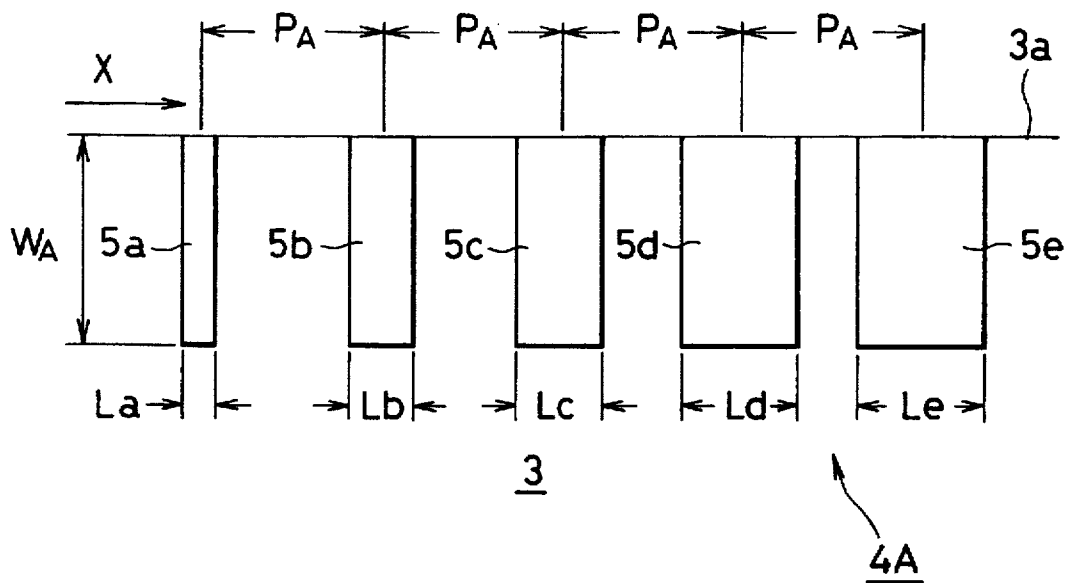 P_A P_A P_A P_A
3a
X
W_A 5a 5b 5c 5d 5e
La Lb Lc Ld Le
3
4A